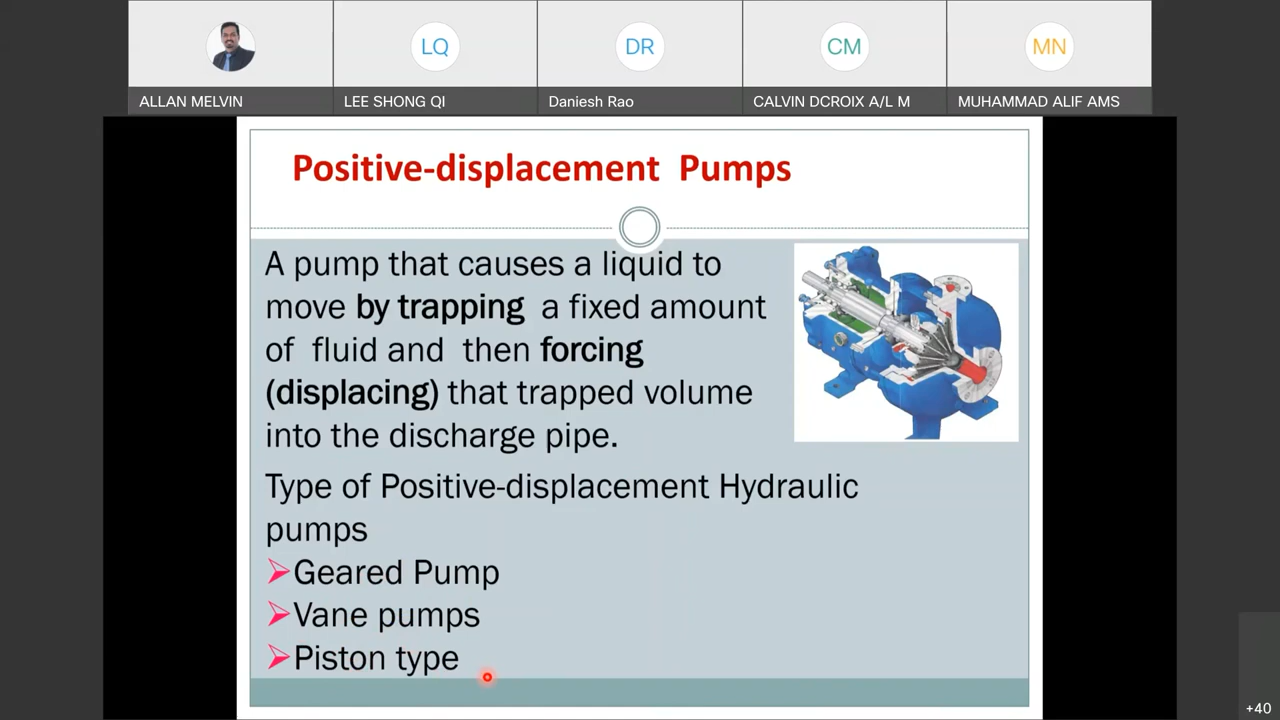 LQ
DR
CM
MN
ALLAN MELVIN
LEE SHONG QI
Daniesh Rao
CALVIN DCROIX A/L M
MUHAMMAD ALIF AMS
Positive-displacement Pumps
A pump that causes a liquid to
move by trapping a fixed amount
of fluid and then forcing
(displacing) that trapped volume
into the discharge pipe.
Type of Positive-displacement Hydraulic
pumps
➢Geared Pump
➢Vane pumps
➢Piston type
+40